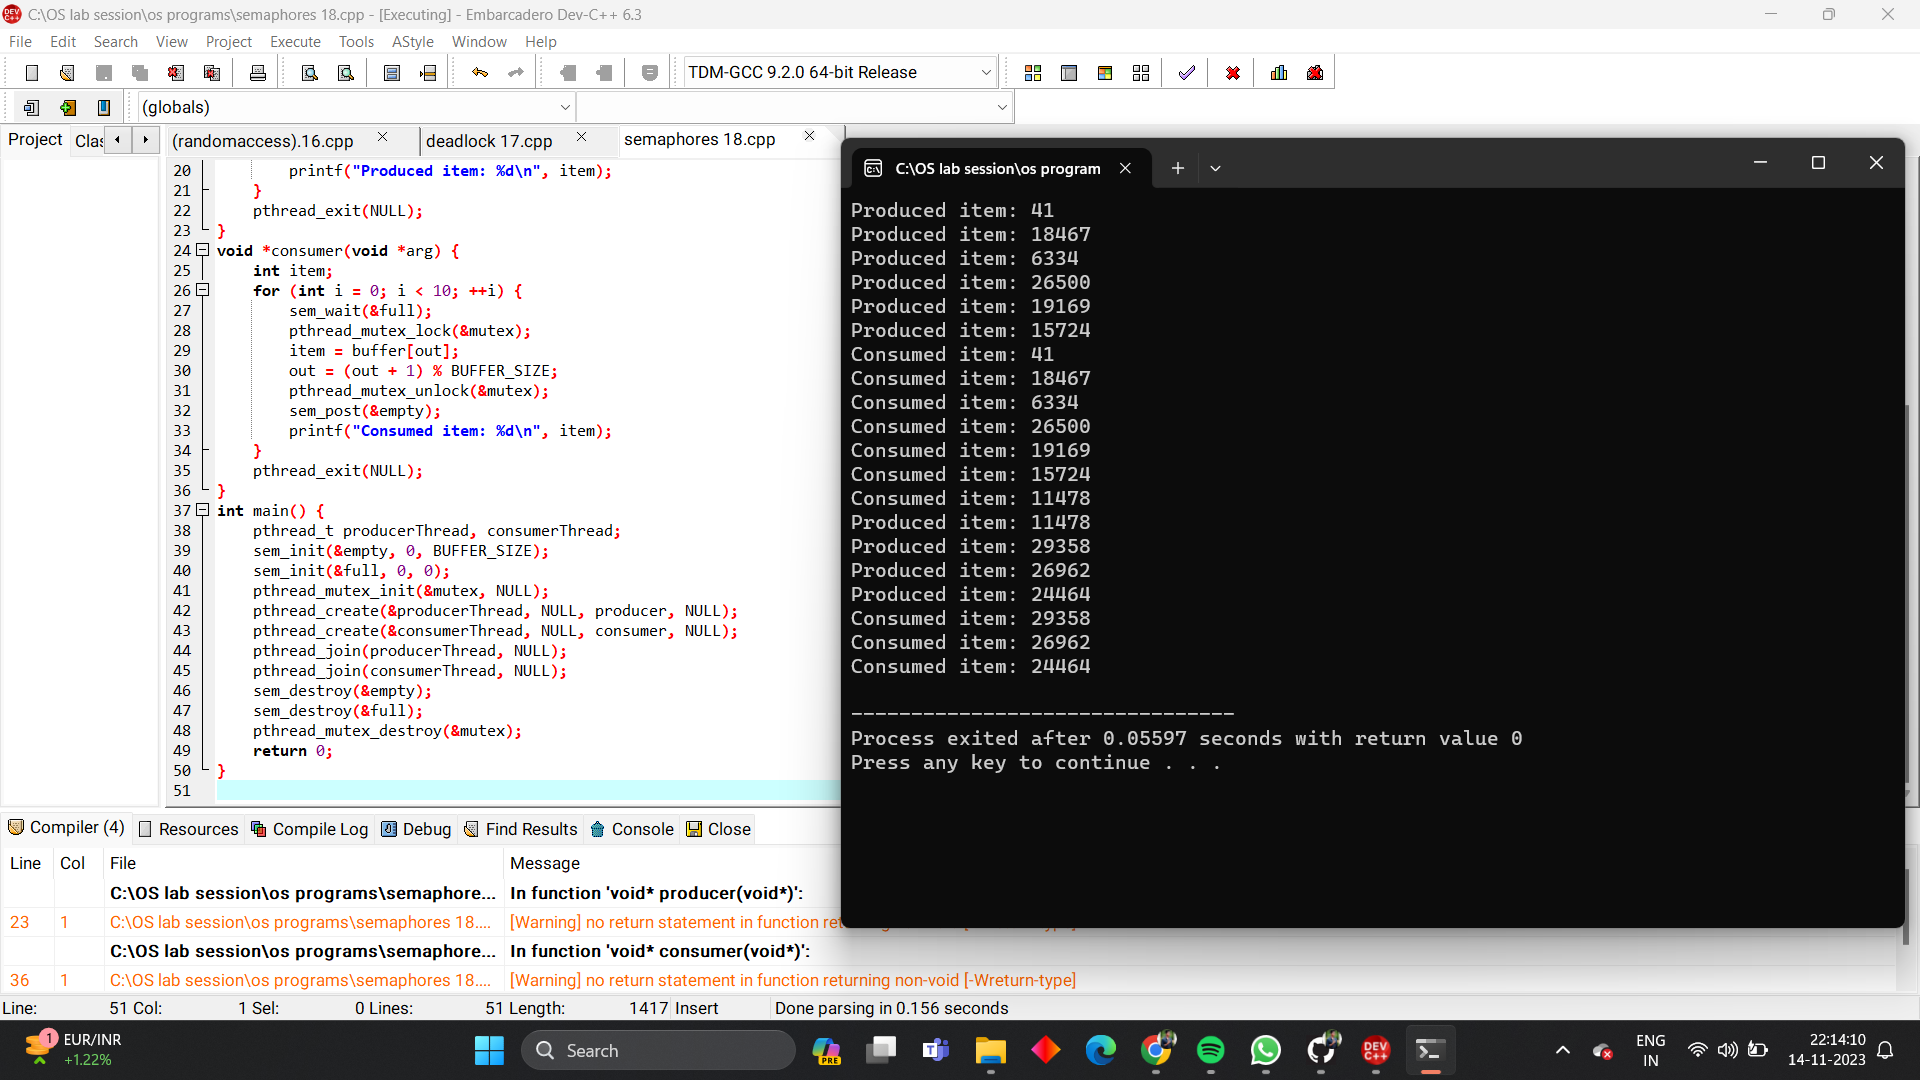 C:\OS lab session\os programs\semaphores 18.cpp - [Executing] - Embarcadero Dev-C++ 6.3
File Edit Search View Project Execute Tools AStyle Window Help
TDM-GCC 9.2.0 64-bit Release
(globals)
Project Clas (randomaccess).16.cpp deadlock 17.cpp semaphores 18.cpp
20 printf("Produced item: %d\n", item);
21 }
22 pthread_exit(NULL);
23 }
24 void *consumer(void *arg) {
25 int item;
26 for (int i = 0; i < 10; ++i) {
27 sem_wait(&full);
28 pthread_mutex_lock(&mutex);
29 item = buffer[out];
30 out = (out + 1) % BUFFER_SIZE;
31 pthread_mutex_unlock(&mutex);
32 sem_post(&empty);
33 printf("Consumed item: %d\n", item);
34 }
35 pthread_exit(NULL);
36 }
37 int main() {
38 pthread_t producerThread, consumerThread;
39 sem_init(&empty, 0, BUFFER_SIZE);
40 sem_init(&full, 0, 0);
41 pthread_mutex_init(&mutex, NULL);
42 pthread_create(&producerThread, NULL, producer, NULL);
43 pthread_create(&consumerThread, NULL, consumer, NULL);
44 pthread_join(producerThread, NULL);
45 pthread_join(consumerThread, NULL);
46 sem_destroy(&empty);
47 sem_destroy(&full);
48 pthread_mutex_destroy(&mutex);
49 return 0;
50 }
51
C:\OS lab session\os program
Produced item: 41
Produced item: 18467
Produced item: 6334
Produced item: 26500
Produced item: 19169
Produced item: 15724
Consumed item: 41
Consumed item: 18467
Consumed item: 6334
Consumed item: 26500
Consumed item: 19169
Consumed item: 15724
Consumed item: 11478
Produced item: 11478
Produced item: 29358
Produced item: 26962
Produced item: 24464
Consumed item: 29358
Consumed item: 26962
Consumed item: 24464
--------------------------------
Process exited after 0.05597 seconds with return value 0
Press any key to continue . . .
Compiler (4) Resources Compile Log Debug Find Results Console Close
Line Col File Message
C:\OS lab session\os programs\semaphore... In function 'void* producer(void*)':
23 1 C:\OS lab session\os programs\semaphores 18.... [Warning] no return statement in function ret
C:\OS lab session\os programs\semaphore... In function 'void* consumer(void*)':
36 1 C:\OS lab session\os programs\semaphores 18.... [Warning] no return statement in function returning non-void [-Wreturn-type]
Line: 51 Col: 1 Sel: 0 Lines: 51 Length: 1417 Insert Done parsing in 0.156 seconds
1 EUR/INR
+1.22%
Search
PRE
DEV C++
ENG
IN
22:14:10
14-11-2023